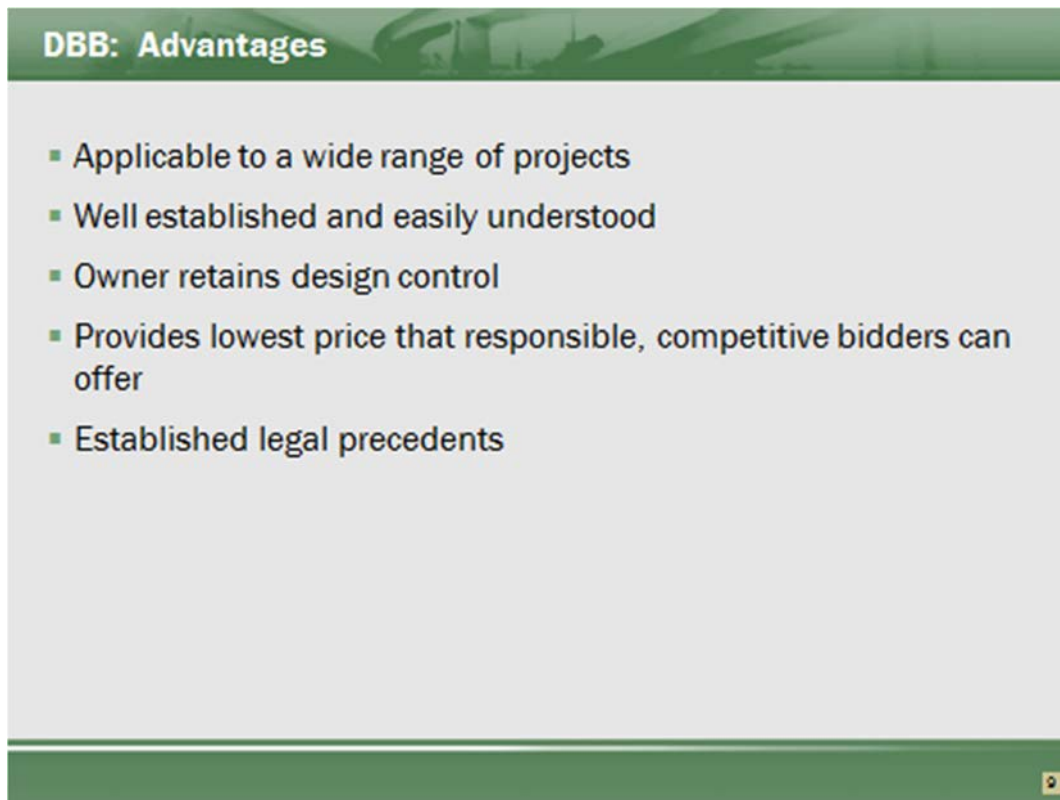 DBB: Advantages
Applicable to a wide range of projects
Well established and easily understood
Owner retains design control
Provides lowest price that responsible, competitive bidders can
offer
Established legal precedents
9